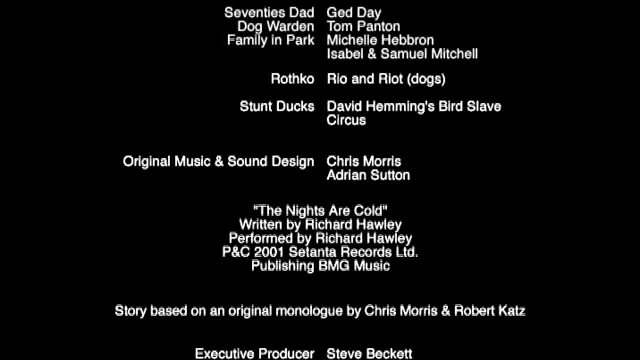 Seventies Dad Ged Day
Dog Warden Tom Panton
Family in Park Michelle Hebbron
Isabel & Samuel Mitchell
Rothko Rio and Riot (dogs)
Stunt Ducks David Hemming's Bird Slave
Circus
Original Music & Sound Design Chris Morris
Adrian Sutton
"The Nights Are Cold"
Written by Richard Hawley
Performed by Richard Hawley
P&C 2001 Setanta Records Ltd.
Publishing BMG Music
Story based on an original monologue by Chris Morris & Robert Katz
Executive Producer Steve Beckett